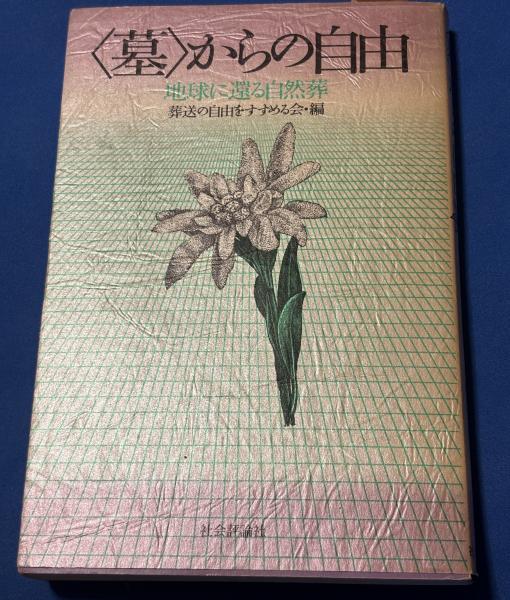 〈墓〉からの自由
地球に還る自然葬
葬送の自由をすすめる会・編
社会評論社